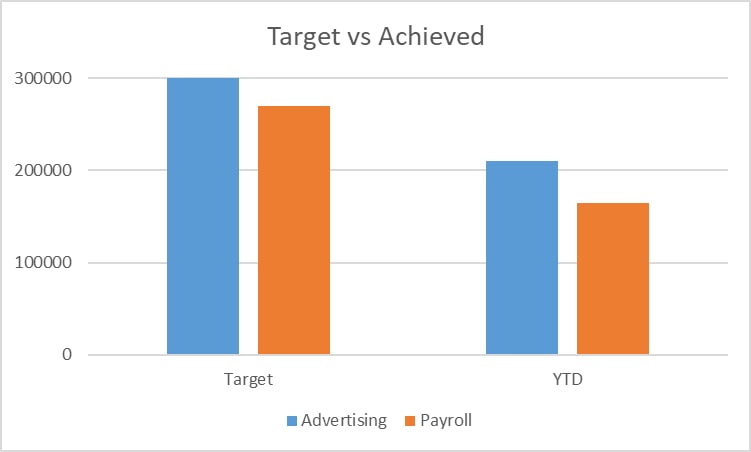 Target vs Achieved
300000
200000
100000
0
Target YTD
Advertising Payroll